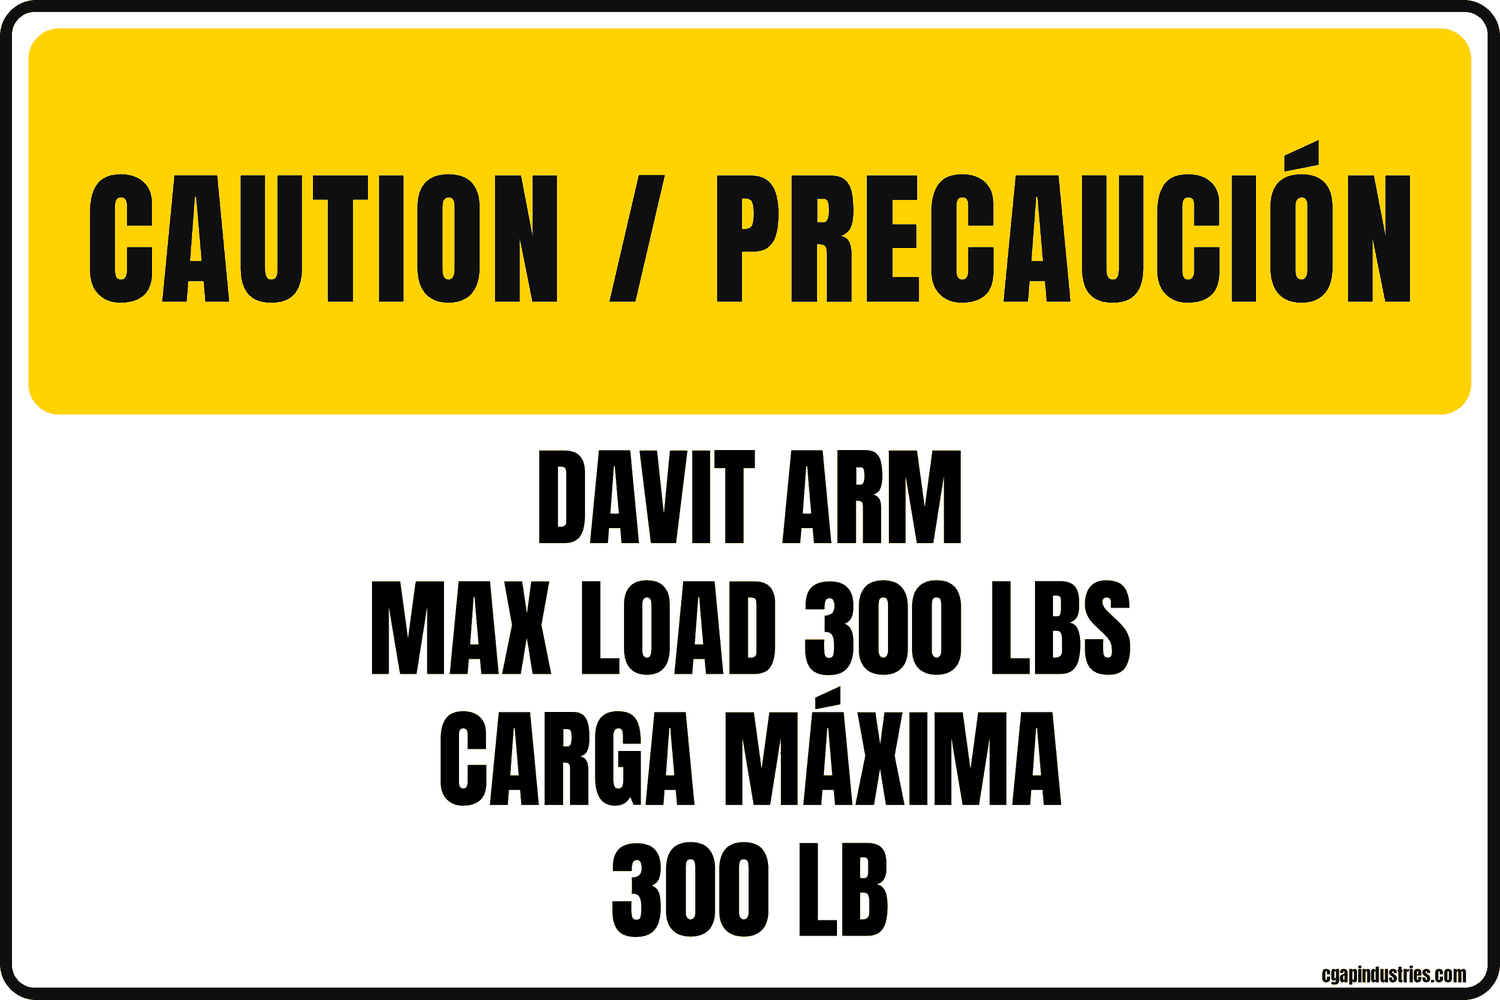 CAUTION / PRECAUCIÓN
DAVIT ARM
MAX LOAD 300 LBS
CARGA MÁXIMA
300 LB
cgapindustries.com